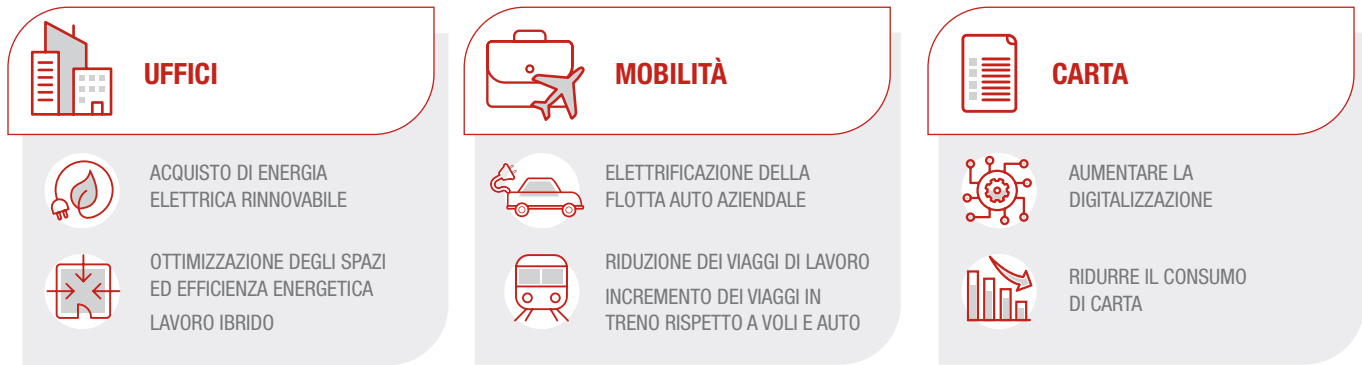 UFFICI
ACQUISTO DI ENERGIA
ELETTRICA RINNOVABILE
OTTIMIZZAZIONE DEGLI SPAZI
ED EFFICIENZA ENERGETICA
LAVORO IBRIDO
MOBILITÀ
ELETTRIFICAZIONE DELLA
FLOTTA AUTO AZIENDALE
RIDUZIONE DEI VIAGGI DI LAVORO
INCREMENTO DEI VIAGGI IN
TRENO RISPETTO A VOLI E AUTO
CARTA
AUMENTARE LA
DIGITALIZZAZIONE
RIDURRE IL CONSUMO
DI CARTA